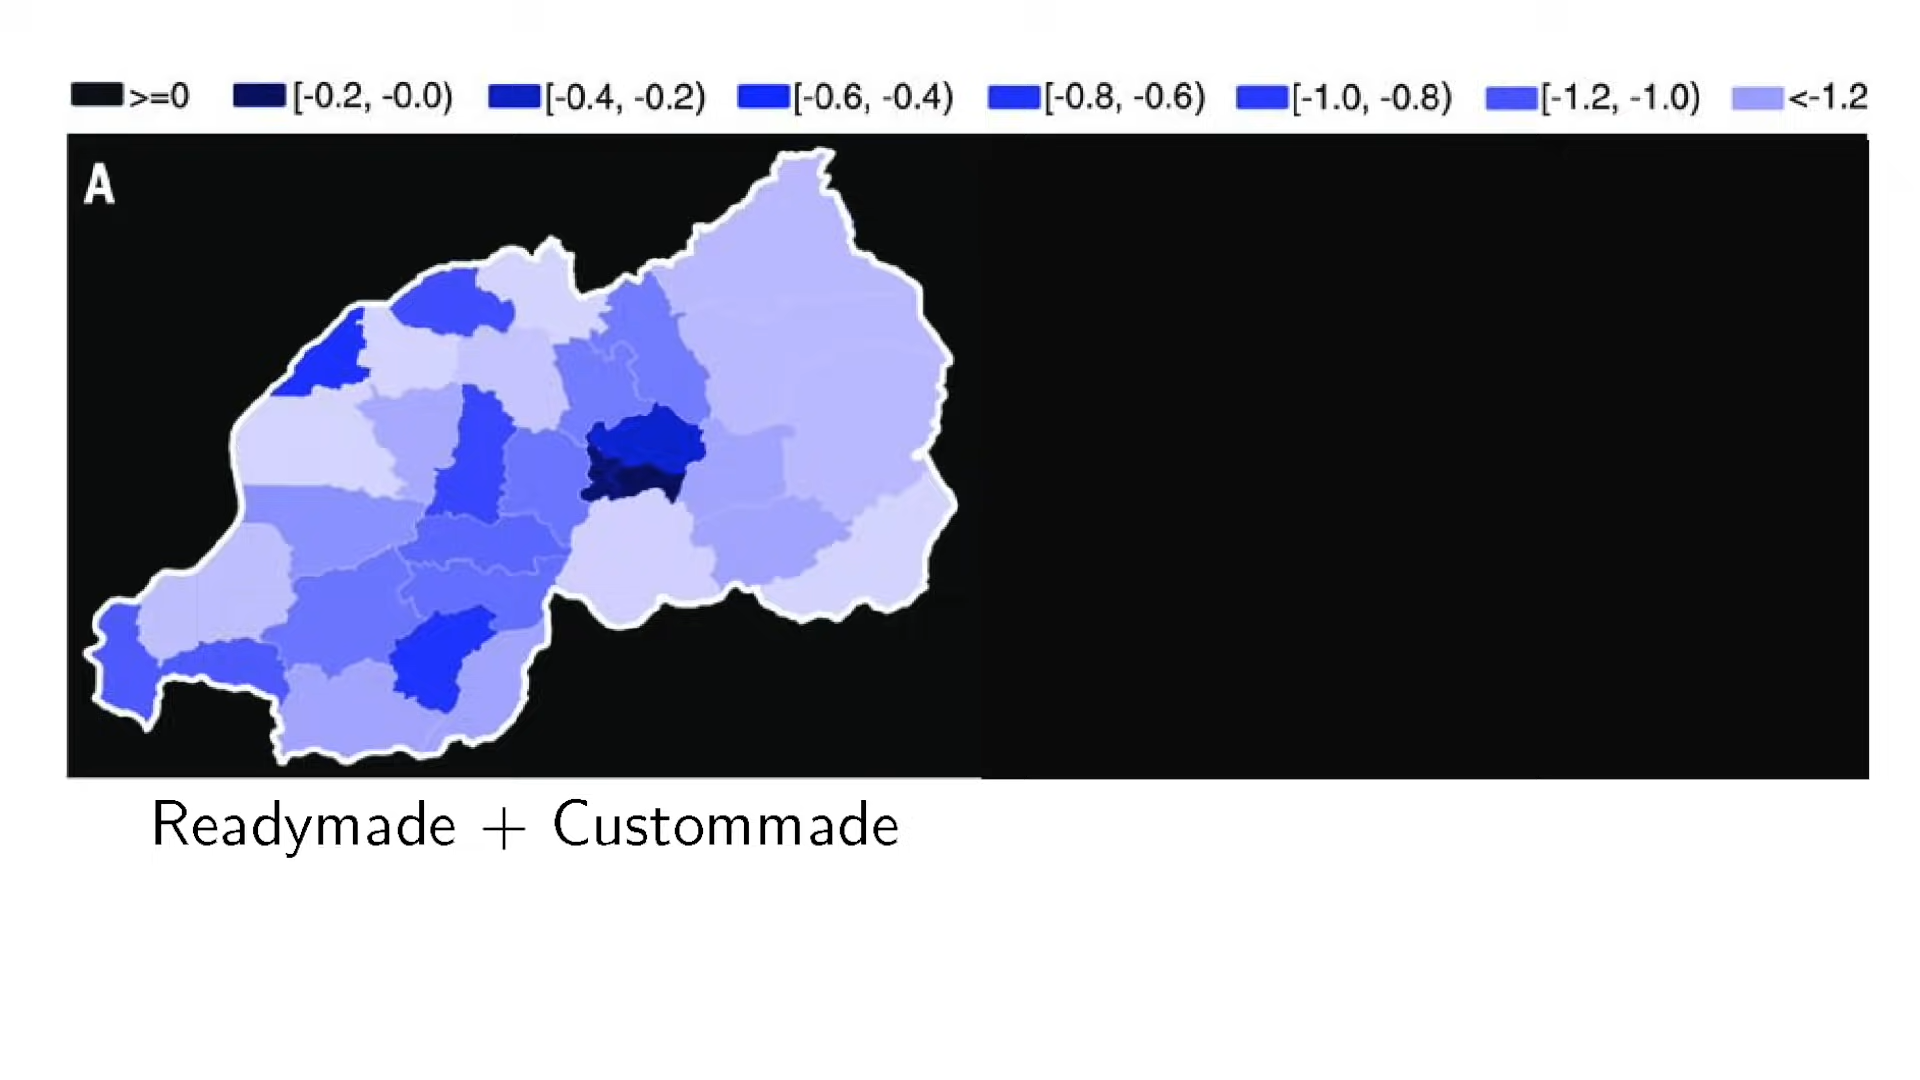 >=0 [-0.2, -0.0) [-0.4, -0.2) [-0.6, -0.4) [-0.8, -0.6) [-1.0, -0.8) [-1.2, -1.0) <-1.2
A
Readymade + Custommade